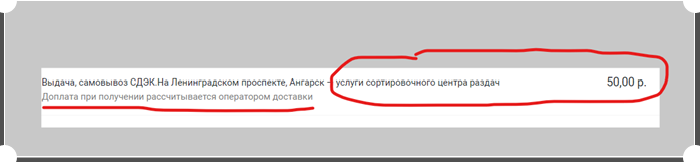 Выдача, самовывоз СДЭК.На Ленинградском проспекте, Ангарск - услуги сортировочного центра раздач 50,00 р.
Доплата при получении рассчитывается оператором доставки